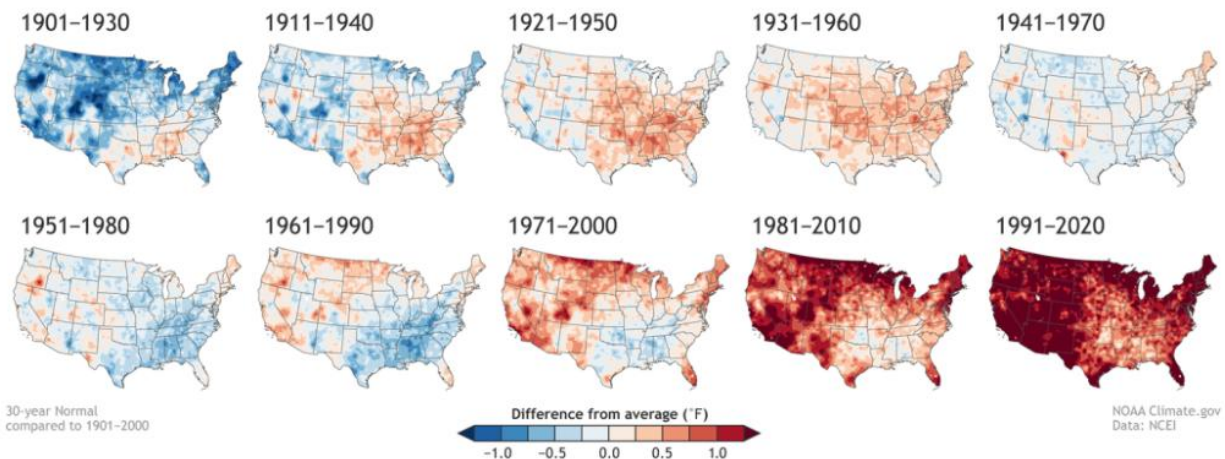 1901–1930
1911–1940
1921–1950
1931–1960
1941–1970
1951–1980
1961–1990
1971–2000
1981–2010
1991–2020
30-year Normal
compared to 1901–2000
Difference from average (˚F)
-1.0 -0.5 0.0 0.5 1.0
NOAA Climate.gov
Data: NCEI